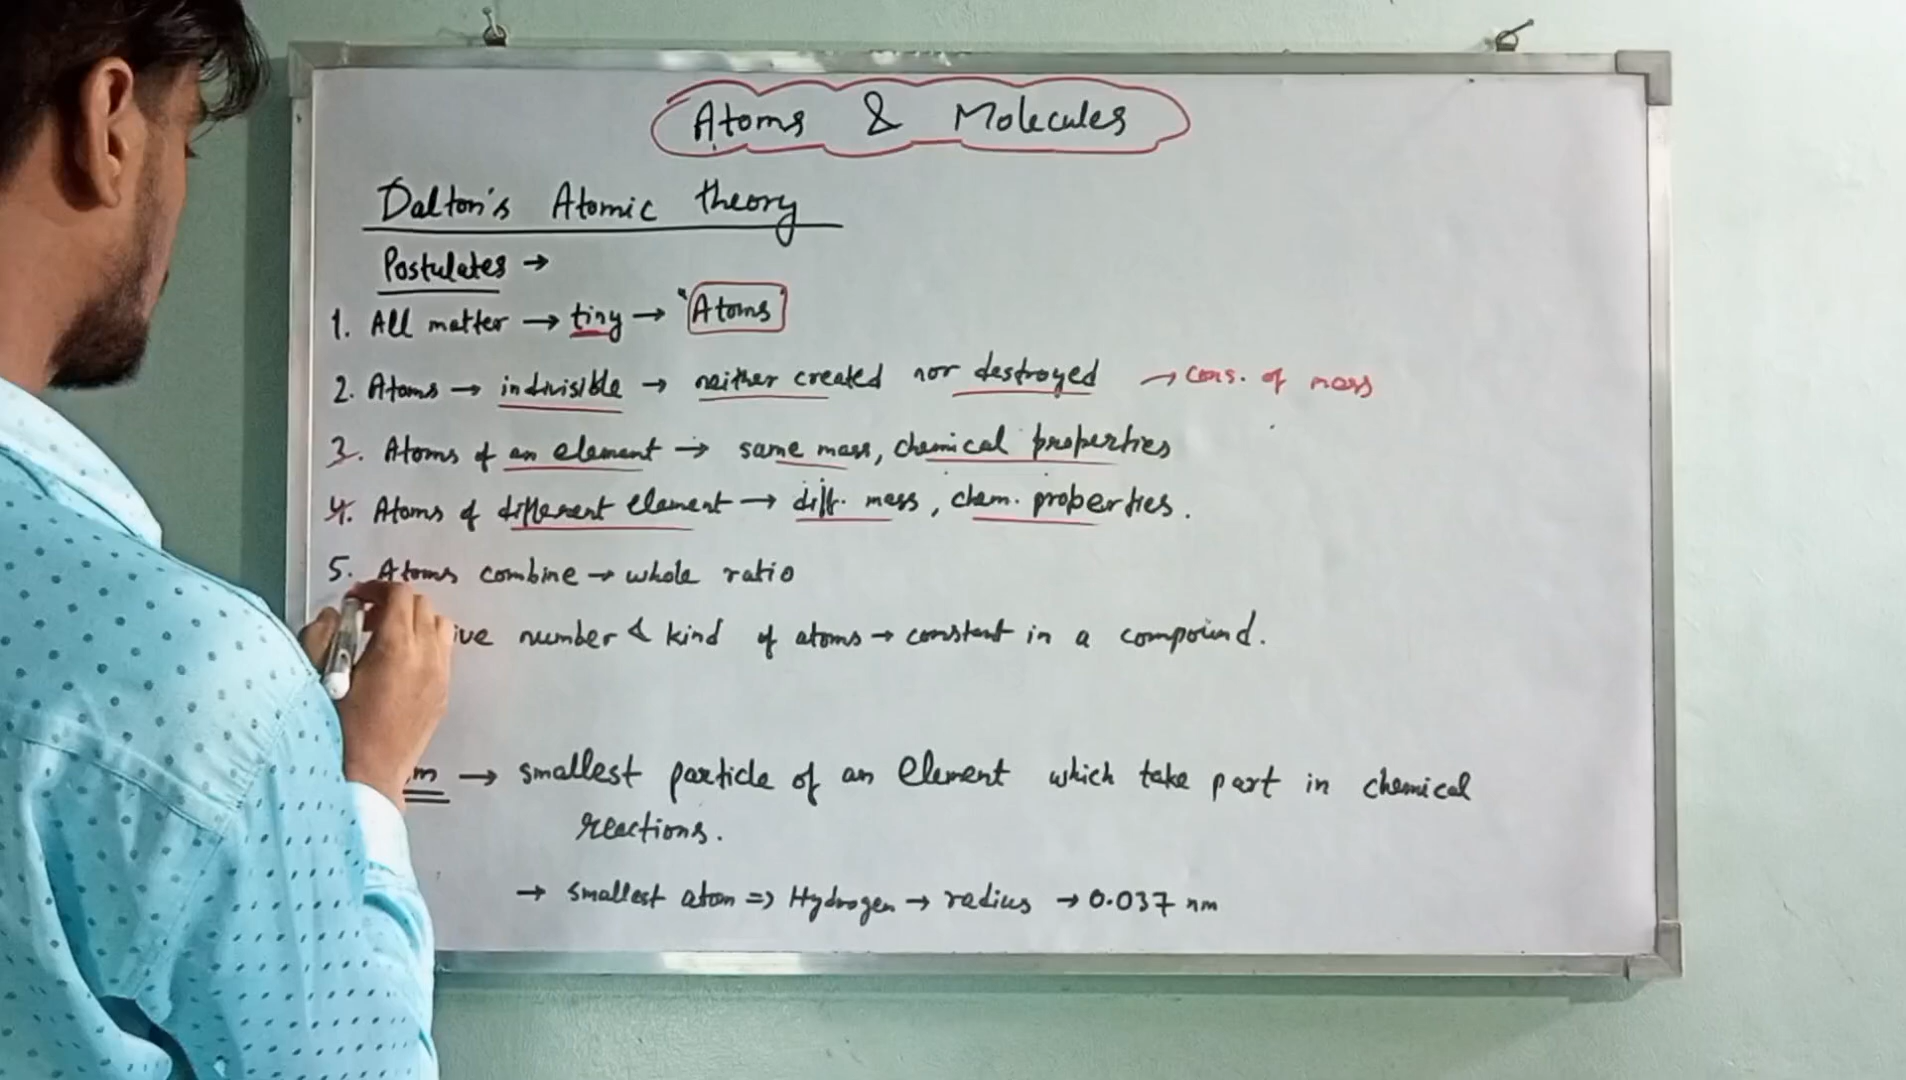 Atoms & Molecules
Dalton's Atomic theory
Postulates →
1. All matter → tiny → "Atoms"
2. Atoms → indivisible → neither created nor destroyed → cons. of mass
3. Atoms of an element → same mass, chemical properties
4. Atoms of different element → diff. mass, chem. properties.
5. Atoms combine → whole ratio
ive number & kind of atoms → constant in a compound.
m → smallest particle of an element which take part in chemical
reactions.
→ smallest atom => Hydrogen → radius → 0.037 nm